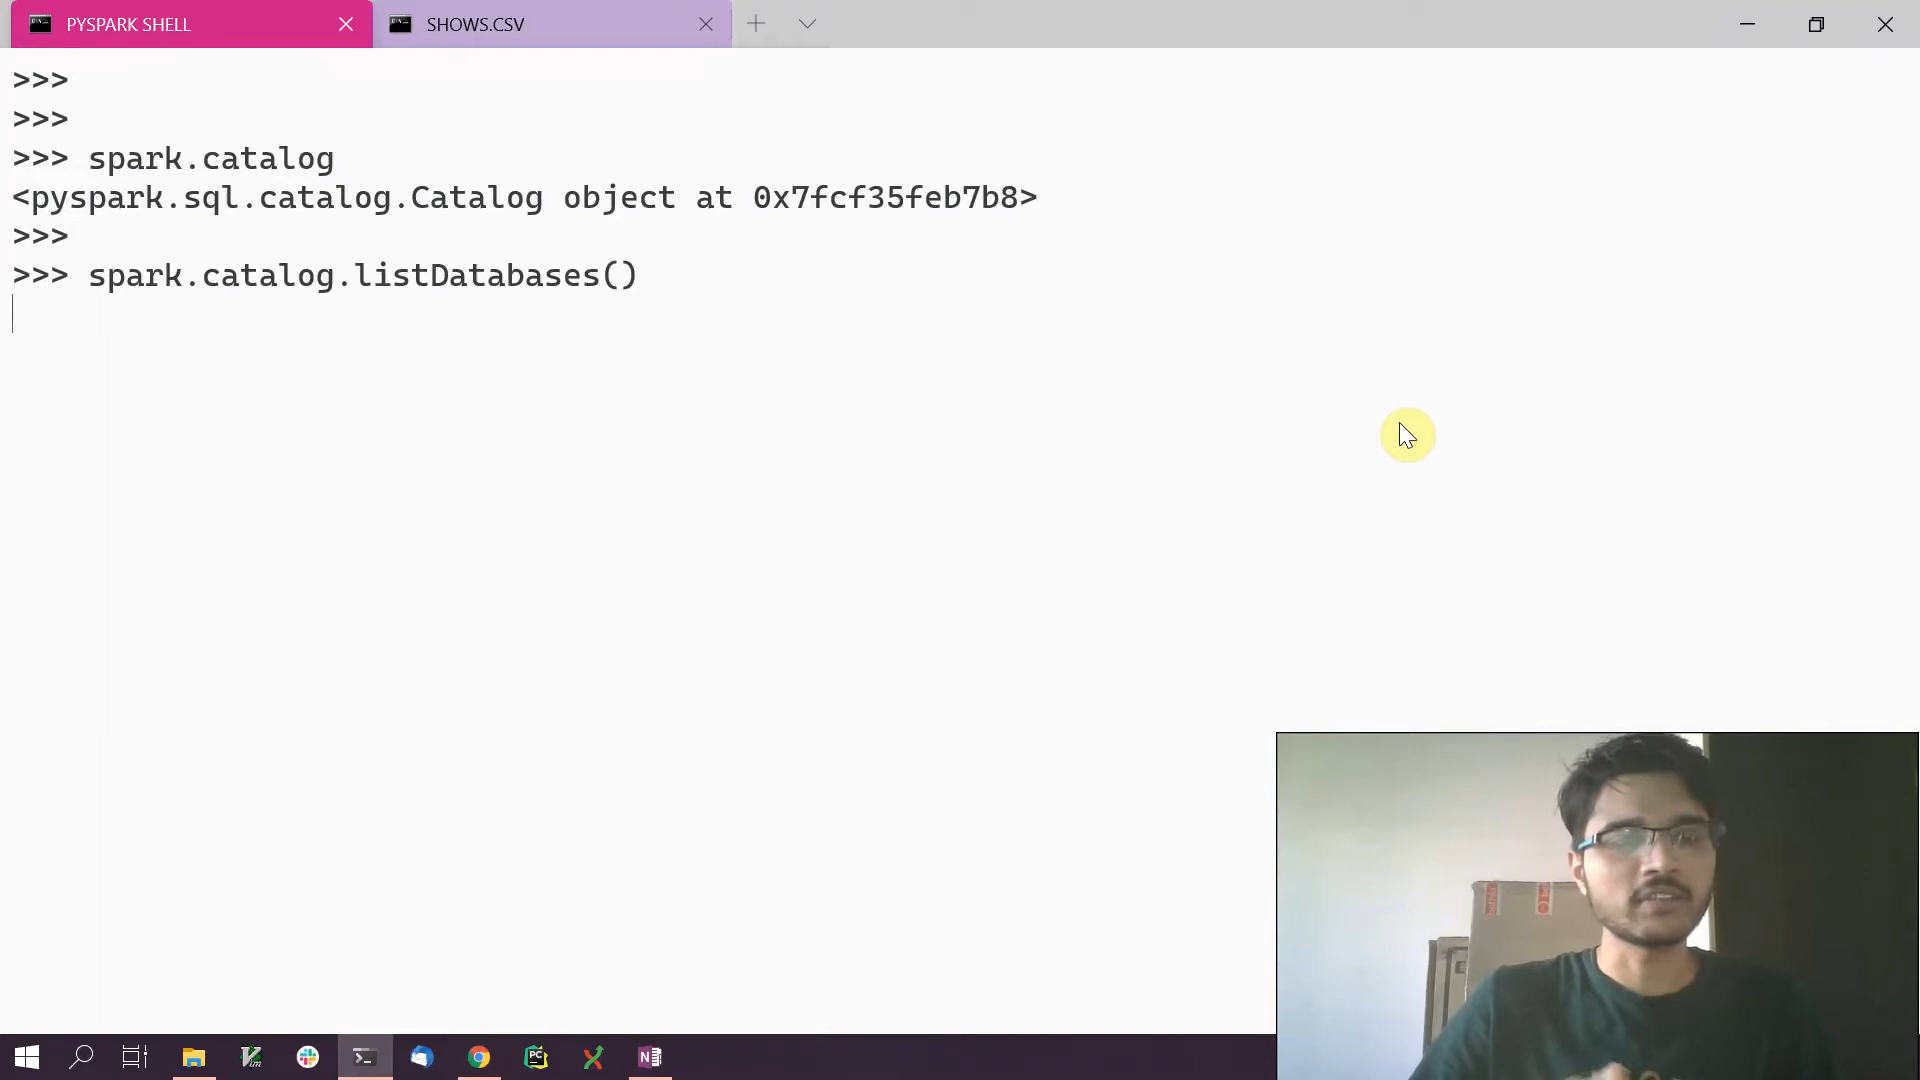 PYSPARK SHELL
SHOWS.CSV
>>>
>>>
>>> spark.catalog
<pyspark.sql.catalog.Catalog object at 0x7fcf35feb7b8>
>>>
>>> spark.catalog.listDatabases()